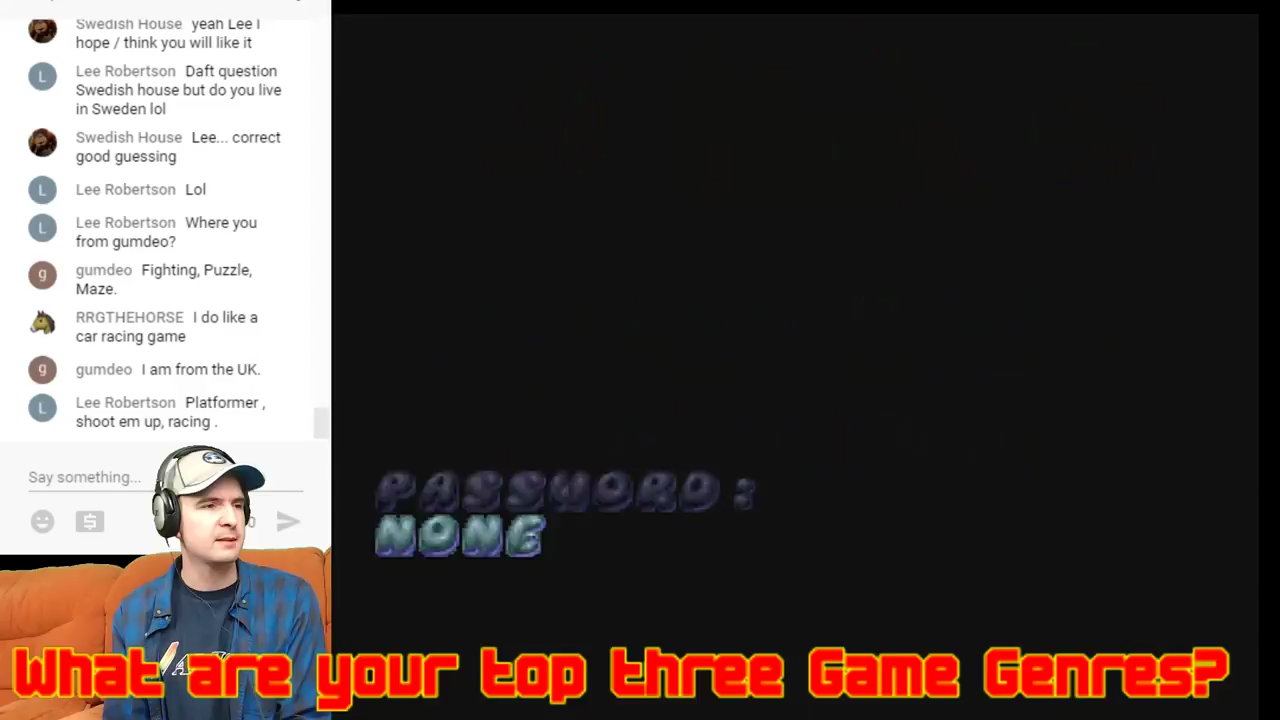 Swedish House yeah Lee I
hope / think you will like it
L
Lee Robertson Daft question
Swedish house but do you live
in Sweden lol
Swedish House Lee... correct
good guessing
L
Lee Robertson Lol
L
Lee Robertson Where you
from gumdeo?
g
gumdeo Fighting, Puzzle,
Maze.
RRGTHEHORSE I do like a
car racing game
g
gumdeo I am from the UK.
L
Lee Robertson Platformer ,
shoot em up, racing .
Say something...
PASSWORD:
NONE
What are your top three Game Genres?